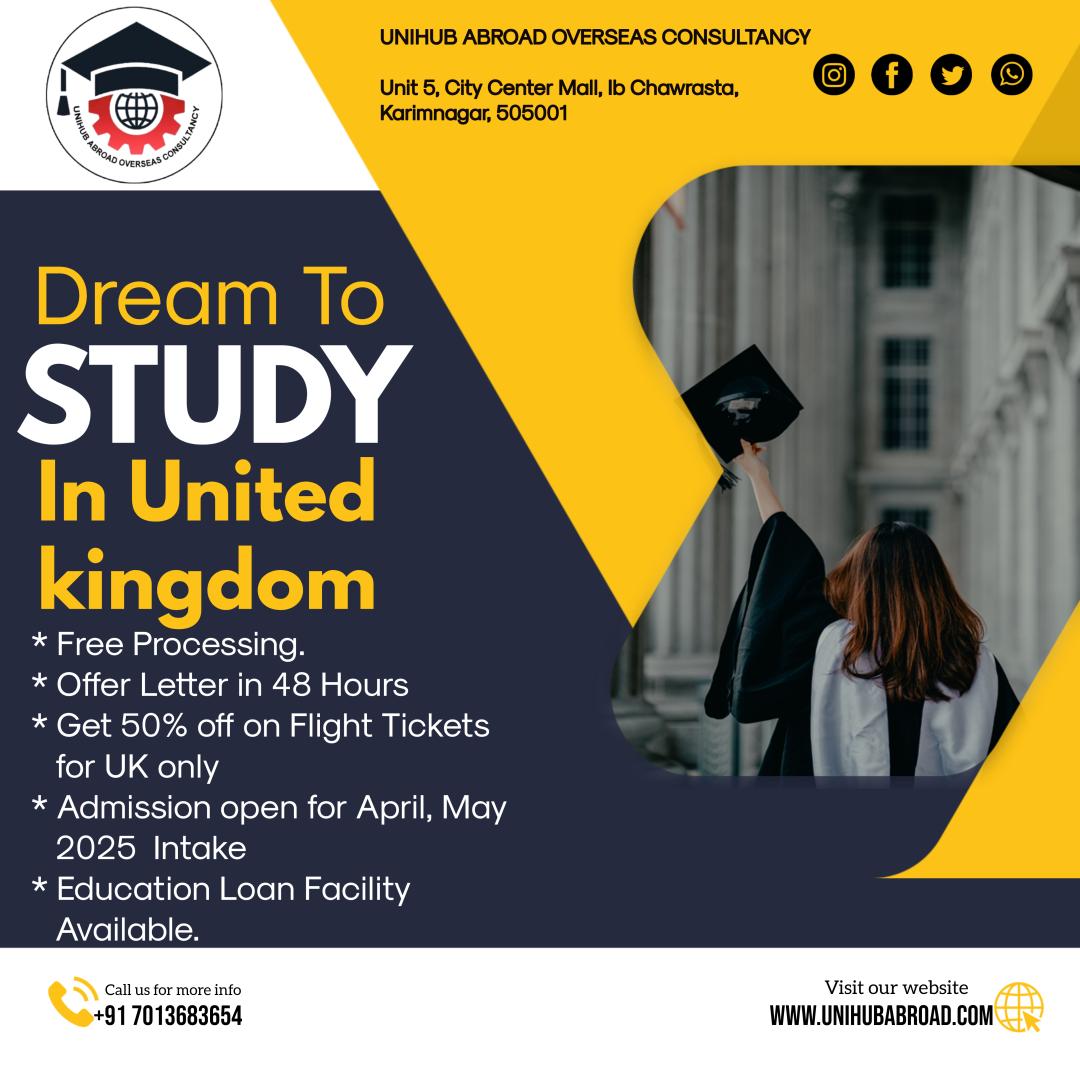 UNIHUB ABROAD OVERSEAS CONSULTANCY
UNIHUB ABROAD OVERSEAS CONSULTANCY
Unit 5, City Center Mall, Ib Chawrasta,
Karimnagar, 505001
Dream To
STUDY
In United
kingdom
* Free Processing.
* Offer Letter in 48 Hours
* Get 50% off on Flight Tickets
for UK only
* Admission open for April, May
2025 Intake
* Education Loan Facility
Available.
Call us for more info
+91 7013683654
Visit our website
WWW.UNIHUBABROAD.COM